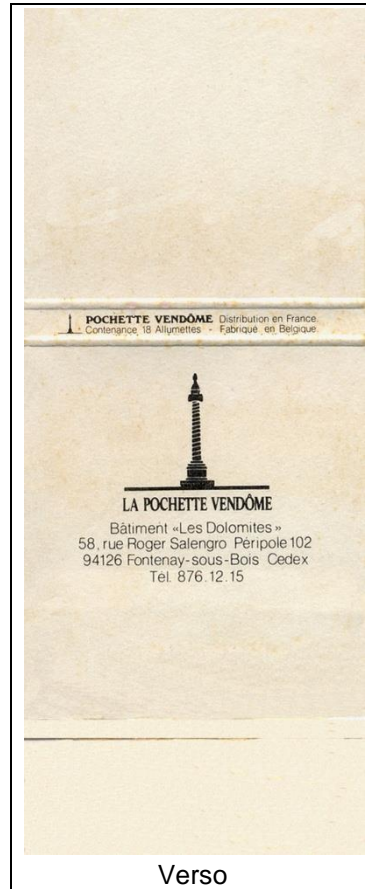 POCHETTE VENDÔME Distribution en France.
Contenance 18 Allumettes - Fabriqué en Belgique.
LA POCHETTE VENDÔME
Bâtiment «Les Dolomites»
58, rue Roger Salengro Péripole 102
94126 Fontenay-sous-Bois Cedex
Tél. 876.12.15
Verso